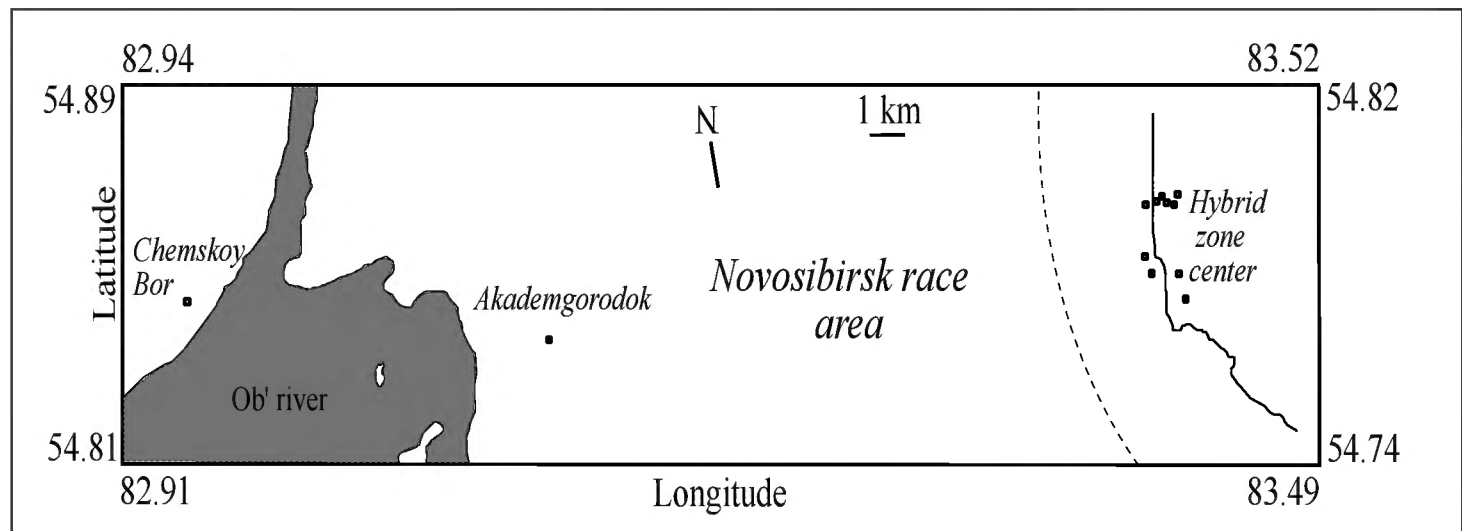 82.94
83.52
54.89
54.82
1 km
N
Latitude
Chemskoy
Bor
Hybrid
zone
center
Akademgorodok
Novosibirsk race
area
Ob' river
54.81
54.74
82.91
Longitude
83.49